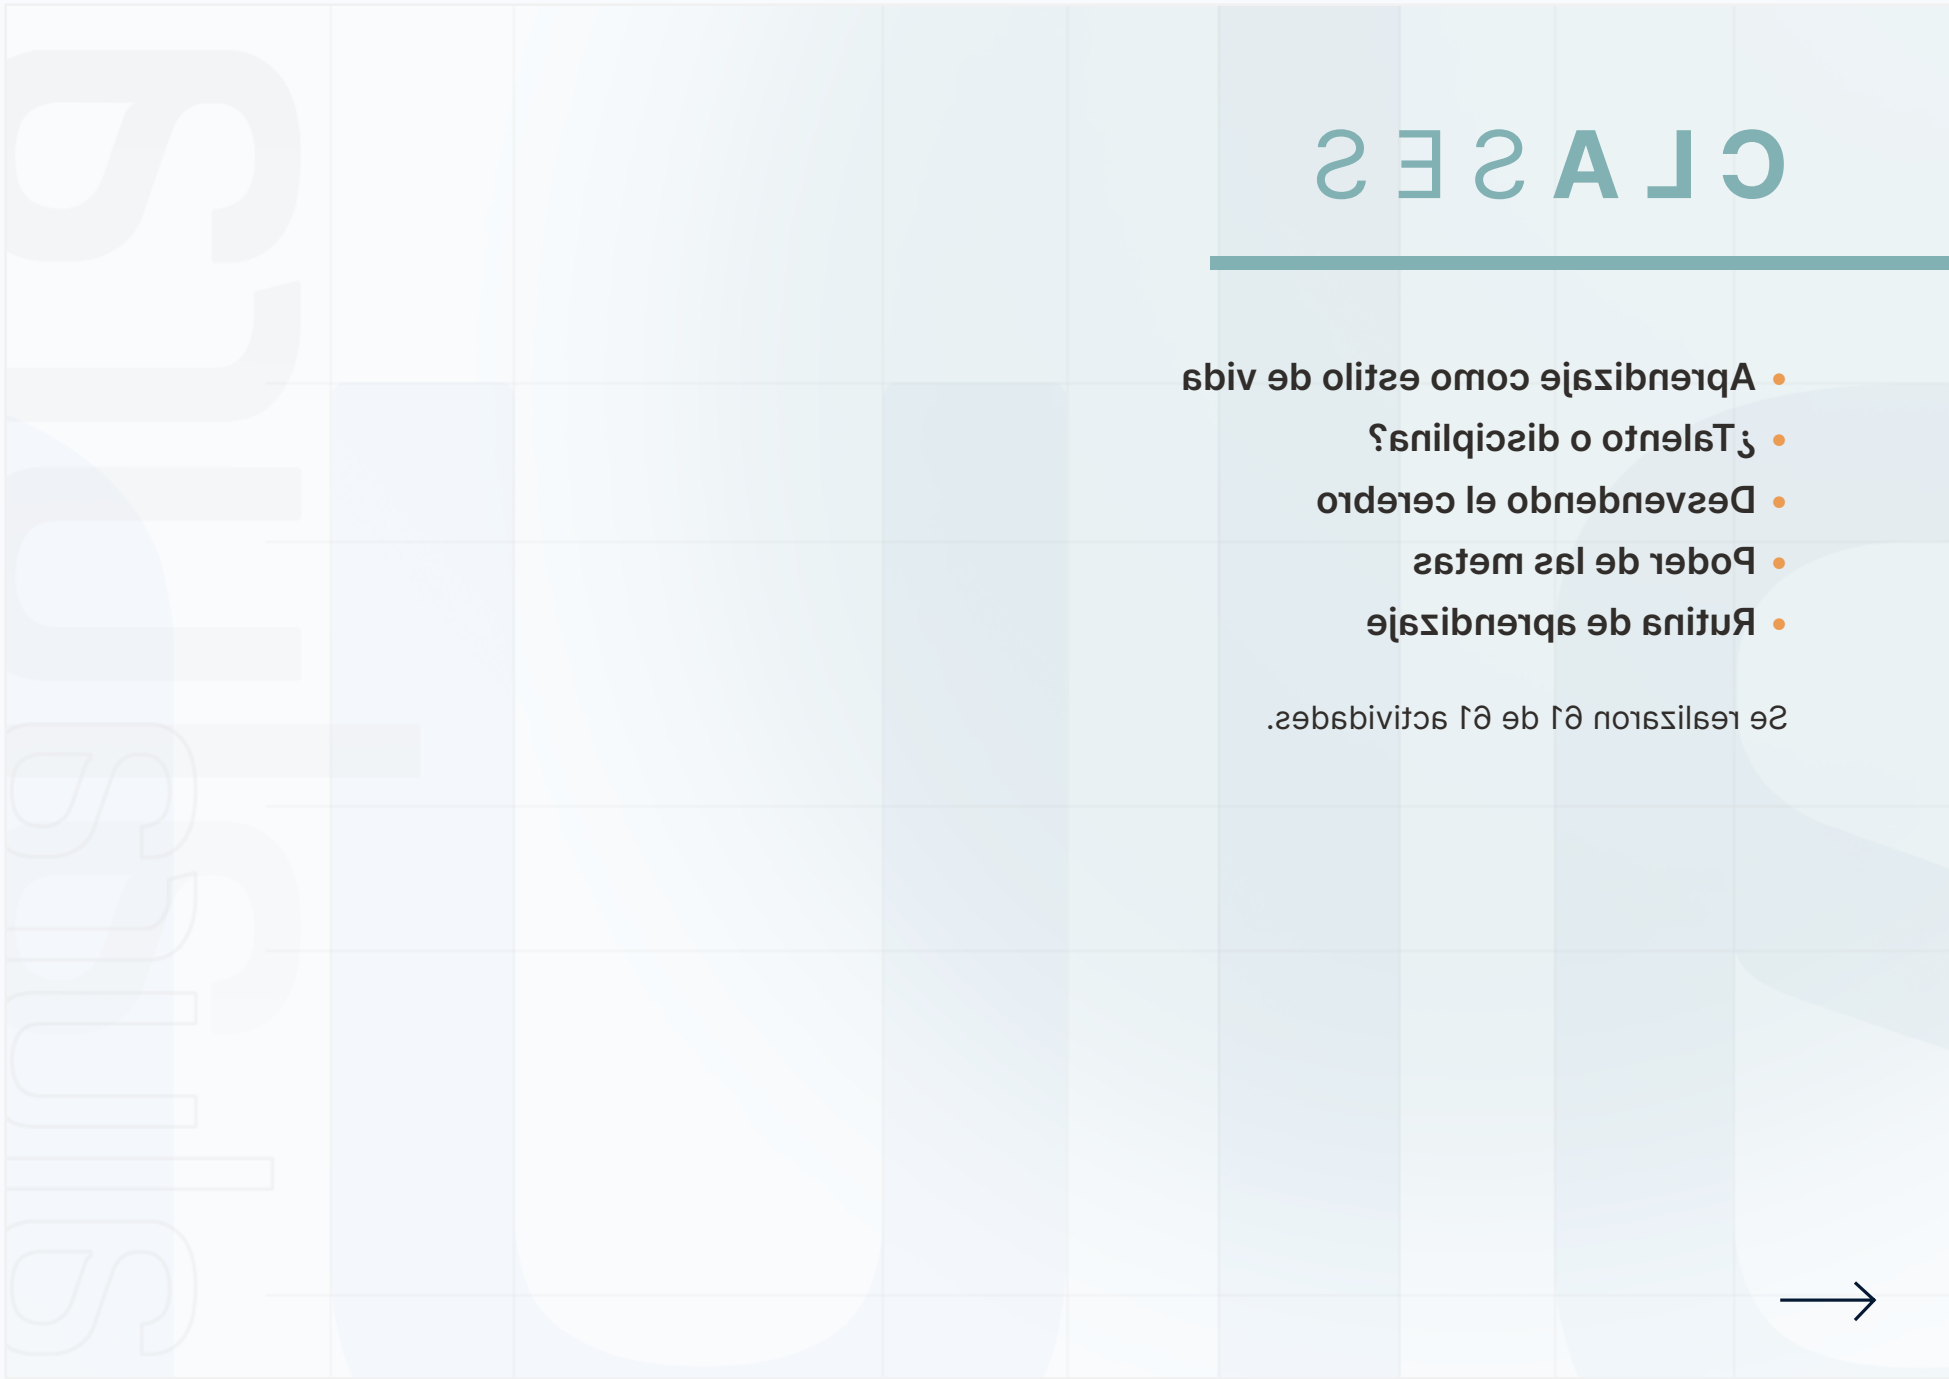 CLASES
• Aprendizaje como estilo de vida
• ¿Talento o disciplina?
• Desvendendo el cerebro
• Poder de las metas
• Rutina de aprendizaje
Se realizaron 61 de 61 actividades.